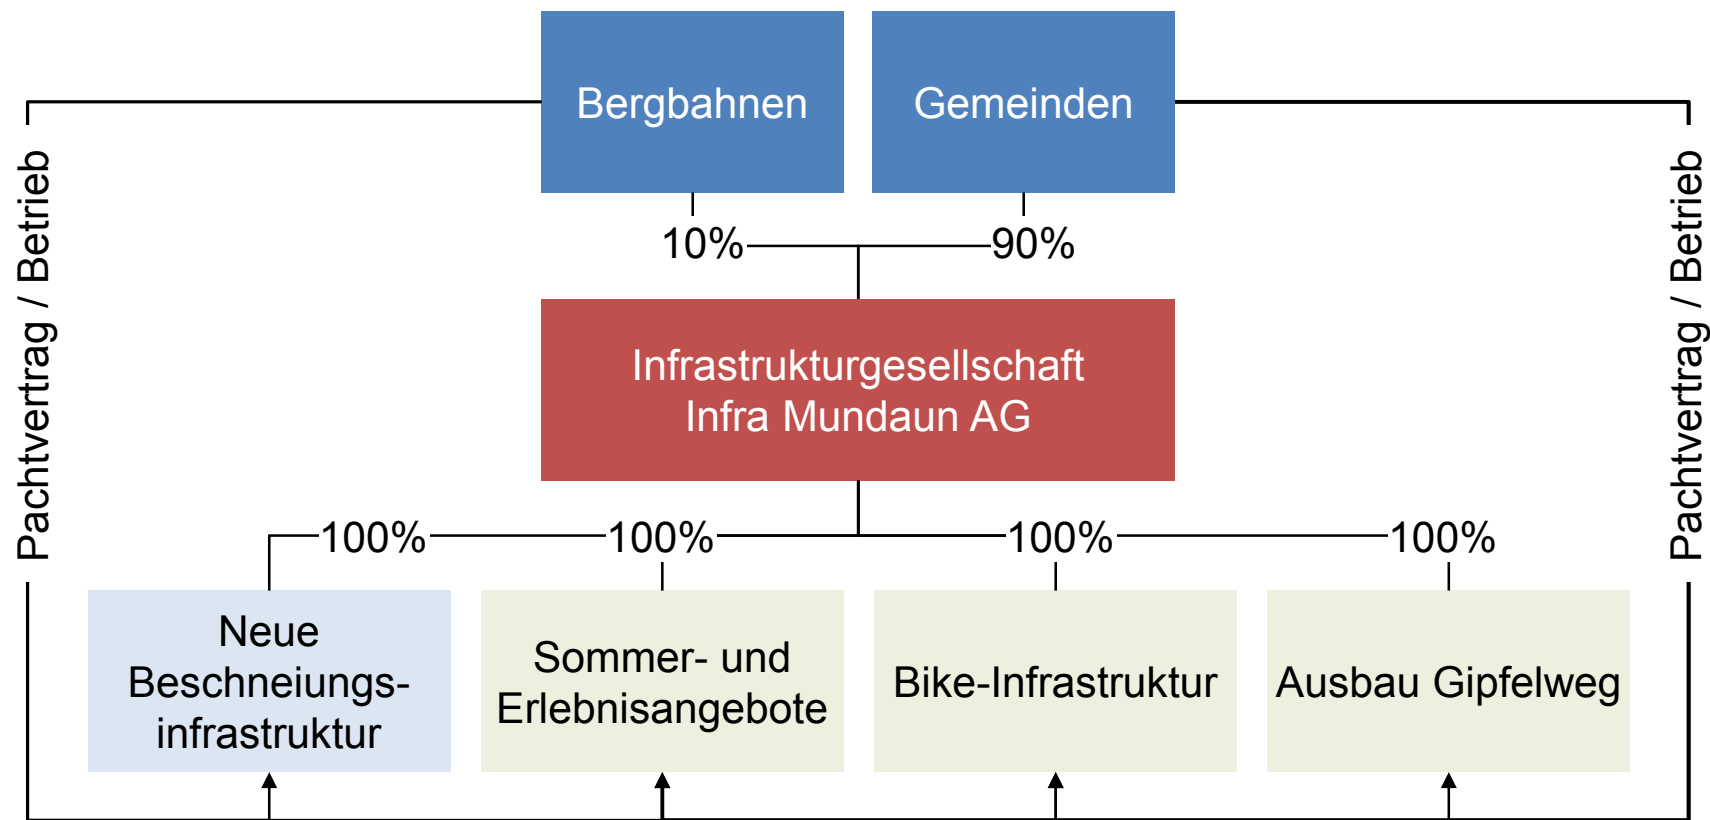 Bergbahnen
Gemeinden
10%
90%
Pachtvertrag / Betrieb
Pachtvertrag / Betrieb
Infrastrukturgesellschaft
Infra Mundaun AG
100%
100%
100%
100%
Neue
Beschneiungs-
infrastruktur
Sommer- und
Erlebnisangebote
Bike-Infrastruktur
Ausbau Gipfelweg